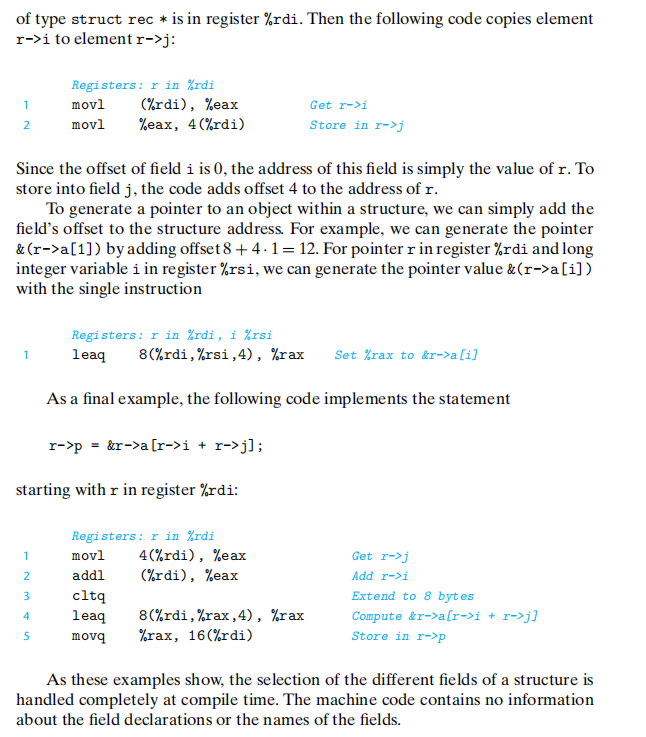 of type struct rec * is in register %rdi. Then the following code copies element
r->i to element r->j:
Registers: r in %rdi
1 movl (%rdi), %eax Get r->i
2 movl %eax, 4(%rdi) Store in r->j
Since the offset of field i is 0, the address of this field is simply the value of r. To
store into field j, the code adds offset 4 to the address of r.
To generate a pointer to an object within a structure, we can simply add the
field's offset to the structure address. For example, we can generate the pointer
&(r->a[1]) by adding offset 8 + 4 · 1 = 12. For pointer r in register %rdi and long
integer variable i in register %rsi, we can generate the pointer value &(r->a[i])
with the single instruction
Registers: r in %rdi, i %rsi
1 leaq 8(%rdi,%rsi,4), %rax Set %rax to &r->a[i]
As a final example, the following code implements the statement
r->p = &r->a[r->i + r->j];
starting with r in register %rdi:
Registers: r in %rdi
1 movl 4(%rdi), %eax Get r->j
2 addl (%rdi), %eax Add r->i
3 cltq Extend to 8 bytes
4 leaq 8(%rdi,%rax,4), %rax Compute &r->a[r->i + r->j]
5 movq %rax, 16(%rdi) Store in r->p
As these examples show, the selection of the different fields of a structure is
handled completely at compile time. The machine code contains no information
about the field declarations or the names of the fields.